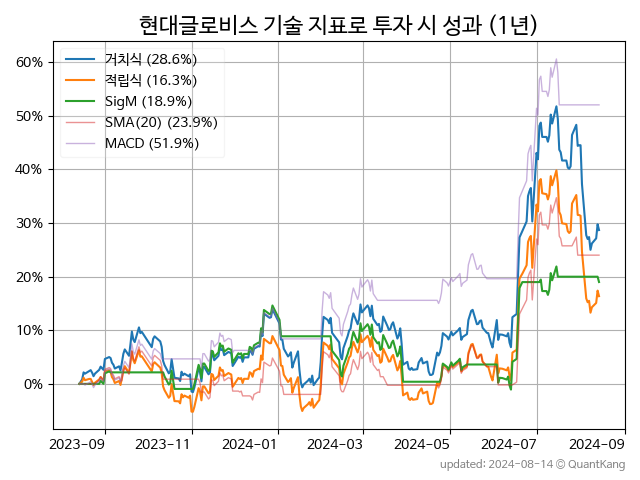 현대글로비스 기술 지표로 투자 시 성과 (1년)
거치식 (28.6%)
적립식 (16.3%)
SigM (18.9%)
SMA(20) (23.9%)
MACD (51.9%)
60%
50%
40%
30%
20%
10%
0%
2023-09 2023-11 2024-01 2024-03 2024-05 2024-07 2024-09
updated: 2024-08-14 © QuantKang